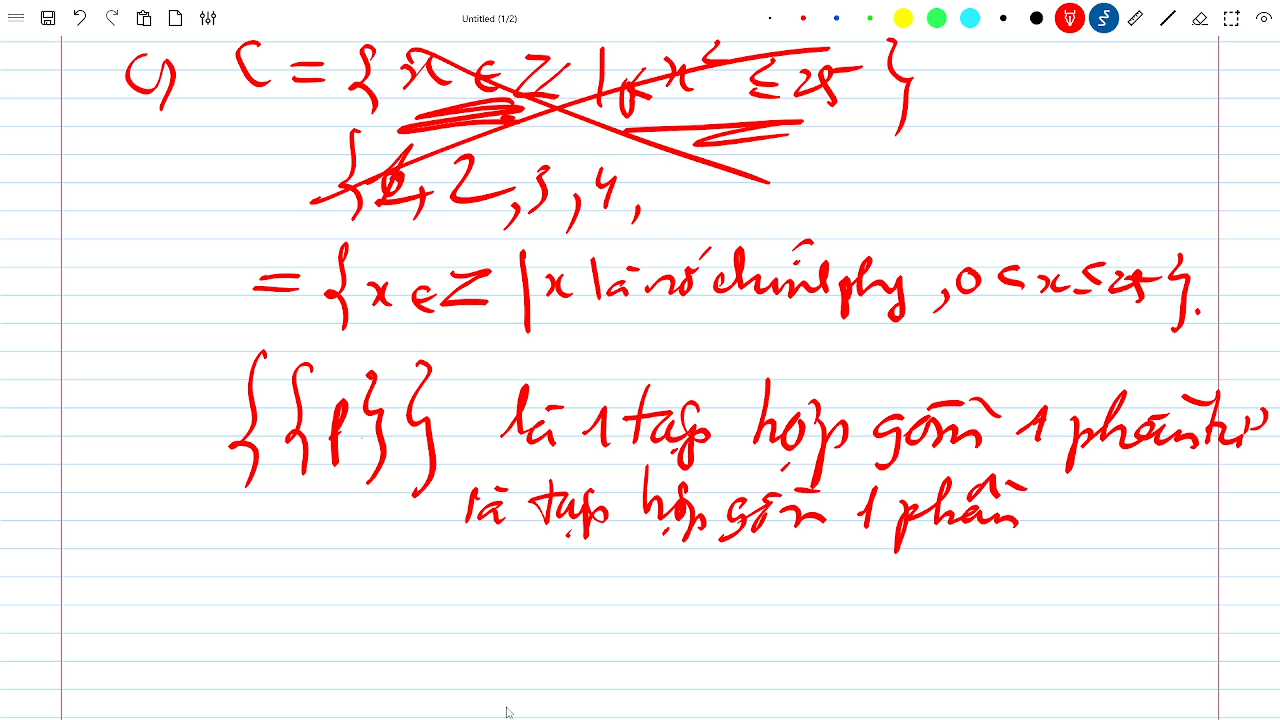 Untitled (1/2)
c) C = { x ∈ Z | x² ≤ 25 }
{ 2, 3, 4,
= { x ∈ Z | x là số chính phg, 0 < x ≤ 25 }.
{ { 1 } } là 1 tập hợp gồm 1 phần tử
là tập hợp gồm 1 phần